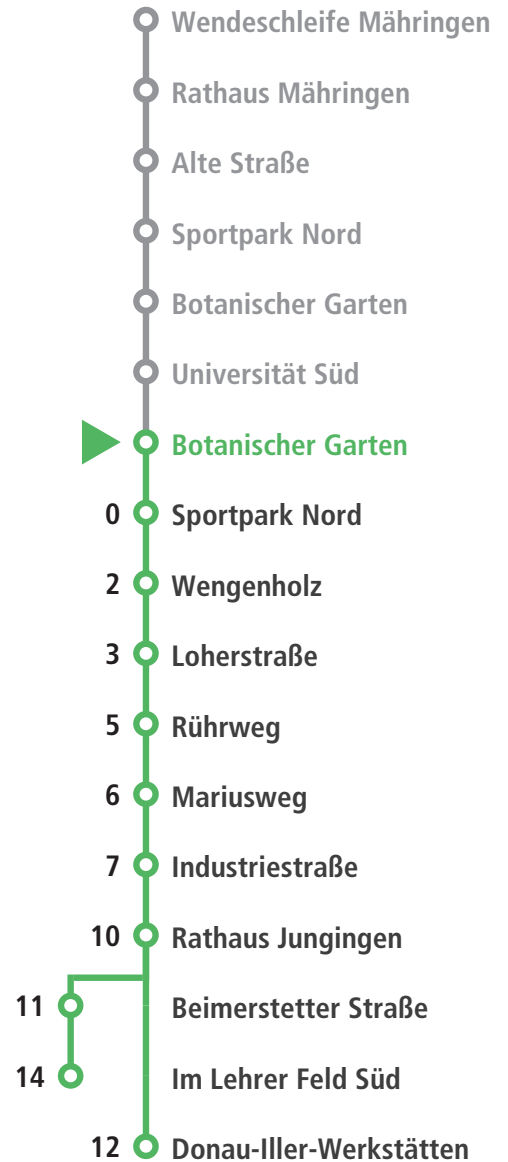 Wendeschleife Mähringen
Rathaus Mähringen
Alte Straße
Sportpark Nord
Botanischer Garten
Universität Süd
Botanischer Garten
0 Sportpark Nord
2 Wengenholz
3 Loherstraße
5 Rührweg
6 Mariusweg
7 Industriestraße
10 Rathaus Jungingen
11 Beimerstetter Straße
14 Im Lehrer Feld Süd
12 Donau-Iller-Werkstätten